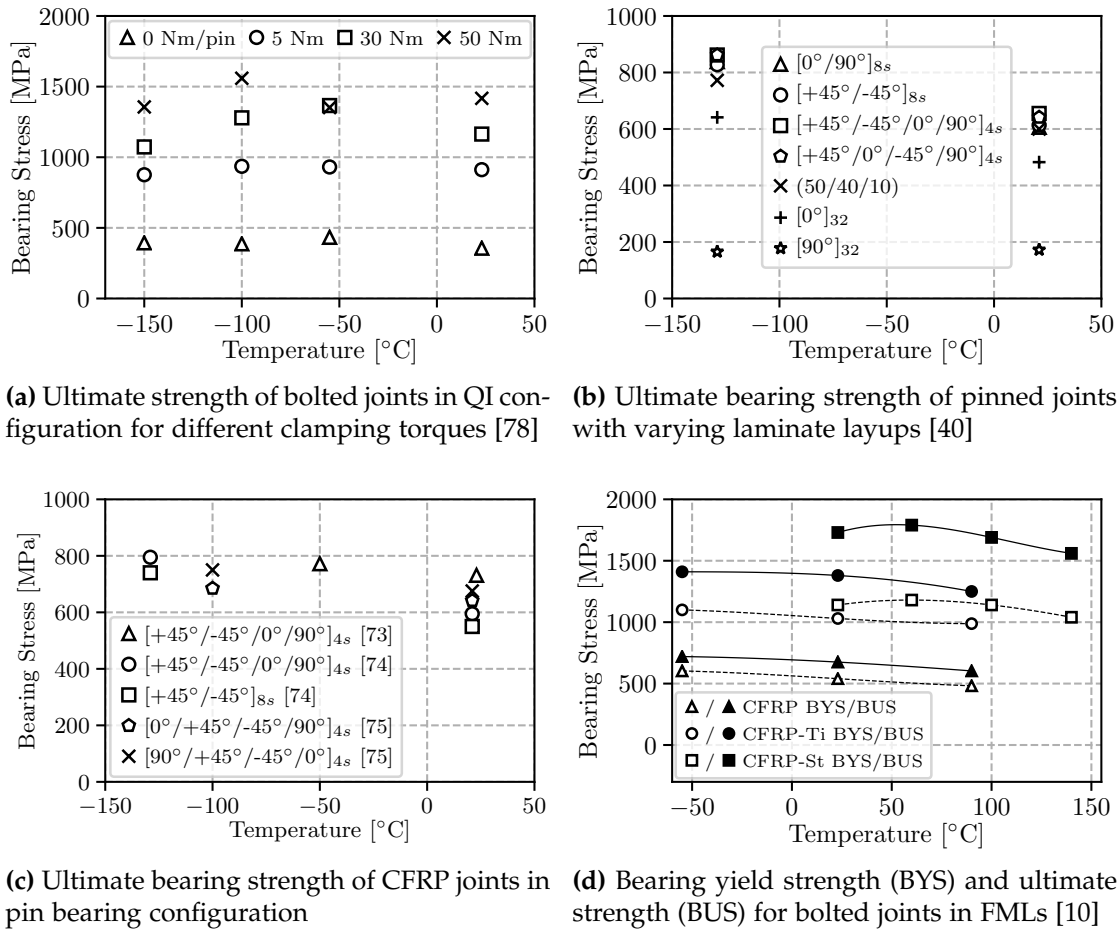 2000
1500
1000
500
0
Bearing Stress [MPa]
0 Nm/pin 5 Nm 30 Nm 50 Nm
−150 −100 −50 0 50
Temperature [°C]
(a) Ultimate strength of bolted joints in QI con-
figuration for different clamping torques [78]
1000
800
600
400
200
0
Bearing Stress [MPa]
[0°/90°]8s
[+45°/-45°]8s
[+45°/-45°/0°/90°]4s
[+45°/0°/-45°/90°]4s
(50/40/10)
[0°]32
[90°]32
−150 −100 −50 0 50
Temperature [°C]
(b) Ultimate bearing strength of pinned joints
with varying laminate layups [40]
1000
800
600
400
200
0
Bearing Stress [MPa]
[+45°/-45°/0°/90°]4s [73]
[+45°/-45°/0°/90°]4s [74]
[+45°/-45°]8s [74]
[0°/+45°/-45°/90°]4s [75]
[90°/+45°/-45°/0°]4s [75]
−150 −100 −50 0 50
Temperature [°C]
(c) Ultimate bearing strength of CFRP joints in
pin bearing configuration
2000
1500
1000
500
0
Bearing Stress [MPa]
/ CFRP BYS/BUS
/ CFRP-Ti BYS/BUS
/ CFRP-St BYS/BUS
−50 0 50 100 150
Temperature [°C]
(d) Bearing yield strength (BYS) and ultimate
strength (BUS) for bolted joints in FMLs [10]